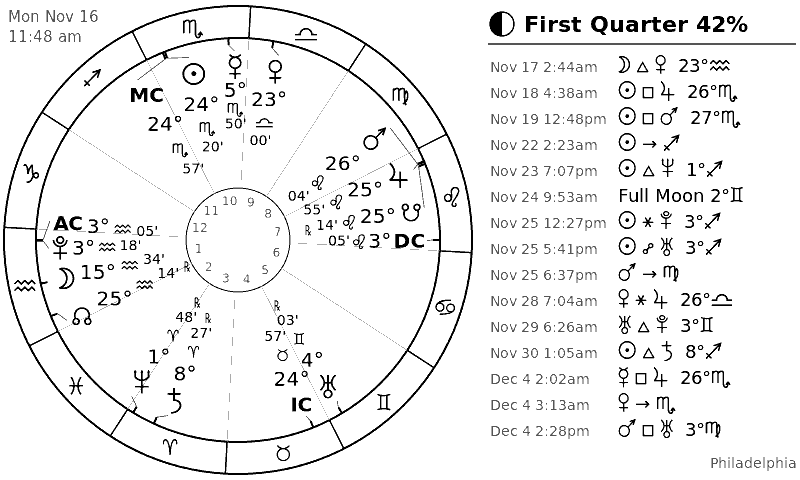 Mon Nov 16
11:48 am
♏ ♎ ♍ ♌ ♋ ♊ ♉ ♈ ♓ ♒ ♑ ♐
MC 24° ♏ 57'
☉ 24° ♏ 20'
☿ 5° ♏ 50'
♀ 23° ♎ 00'
♂ 26° ♌ 04'
♃ 25° ♌ 55'
☋ 25° ♌ 14' ℞
DC 3° ♌ 05'
AC 3° ♒ 05'
♇ 3° ♒ 18'
☽ 15° ♒ 34'
☊ 25° ♒ 14' ℞
♆ 1° ♈ 48' ℞
♄ 8° ♈ 27' ℞
IC 24° ♉ 57'
♅ 4° ♊ 03' ℞
1 2 3 4 5 6 7 8 9 10 11 12
First Quarter 42%
Nov 17 2:44am ☽ △ ♀ 23°♒
Nov 18 4:38am ☉ □ ♃ 26°♏
Nov 19 12:48pm ☉ □ ♂ 27°♏
Nov 22 2:23am ☉ → ♐
Nov 23 7:07pm ☉ △ ♆ 1°♐
Nov 24 9:53am Full Moon 2°♊
Nov 25 12:27pm ☉ ⚹ ♇ 3°♐
Nov 25 5:41pm ☉ ☍ ♅ 3°♐
Nov 25 6:37pm ♂ → ♍
Nov 28 7:04am ♀ ⚹ ♃ 26°♎
Nov 29 6:26am ♅ △ ♇ 3°♊
Nov 30 1:05am ☉ △ ♄ 8°♐
Dec 4 2:02am ☿ □ ♃ 26°♏
Dec 4 3:13am ♀ → ♏
Dec 4 2:28pm ♂ □ ♅ 3°♍
Philadelphia